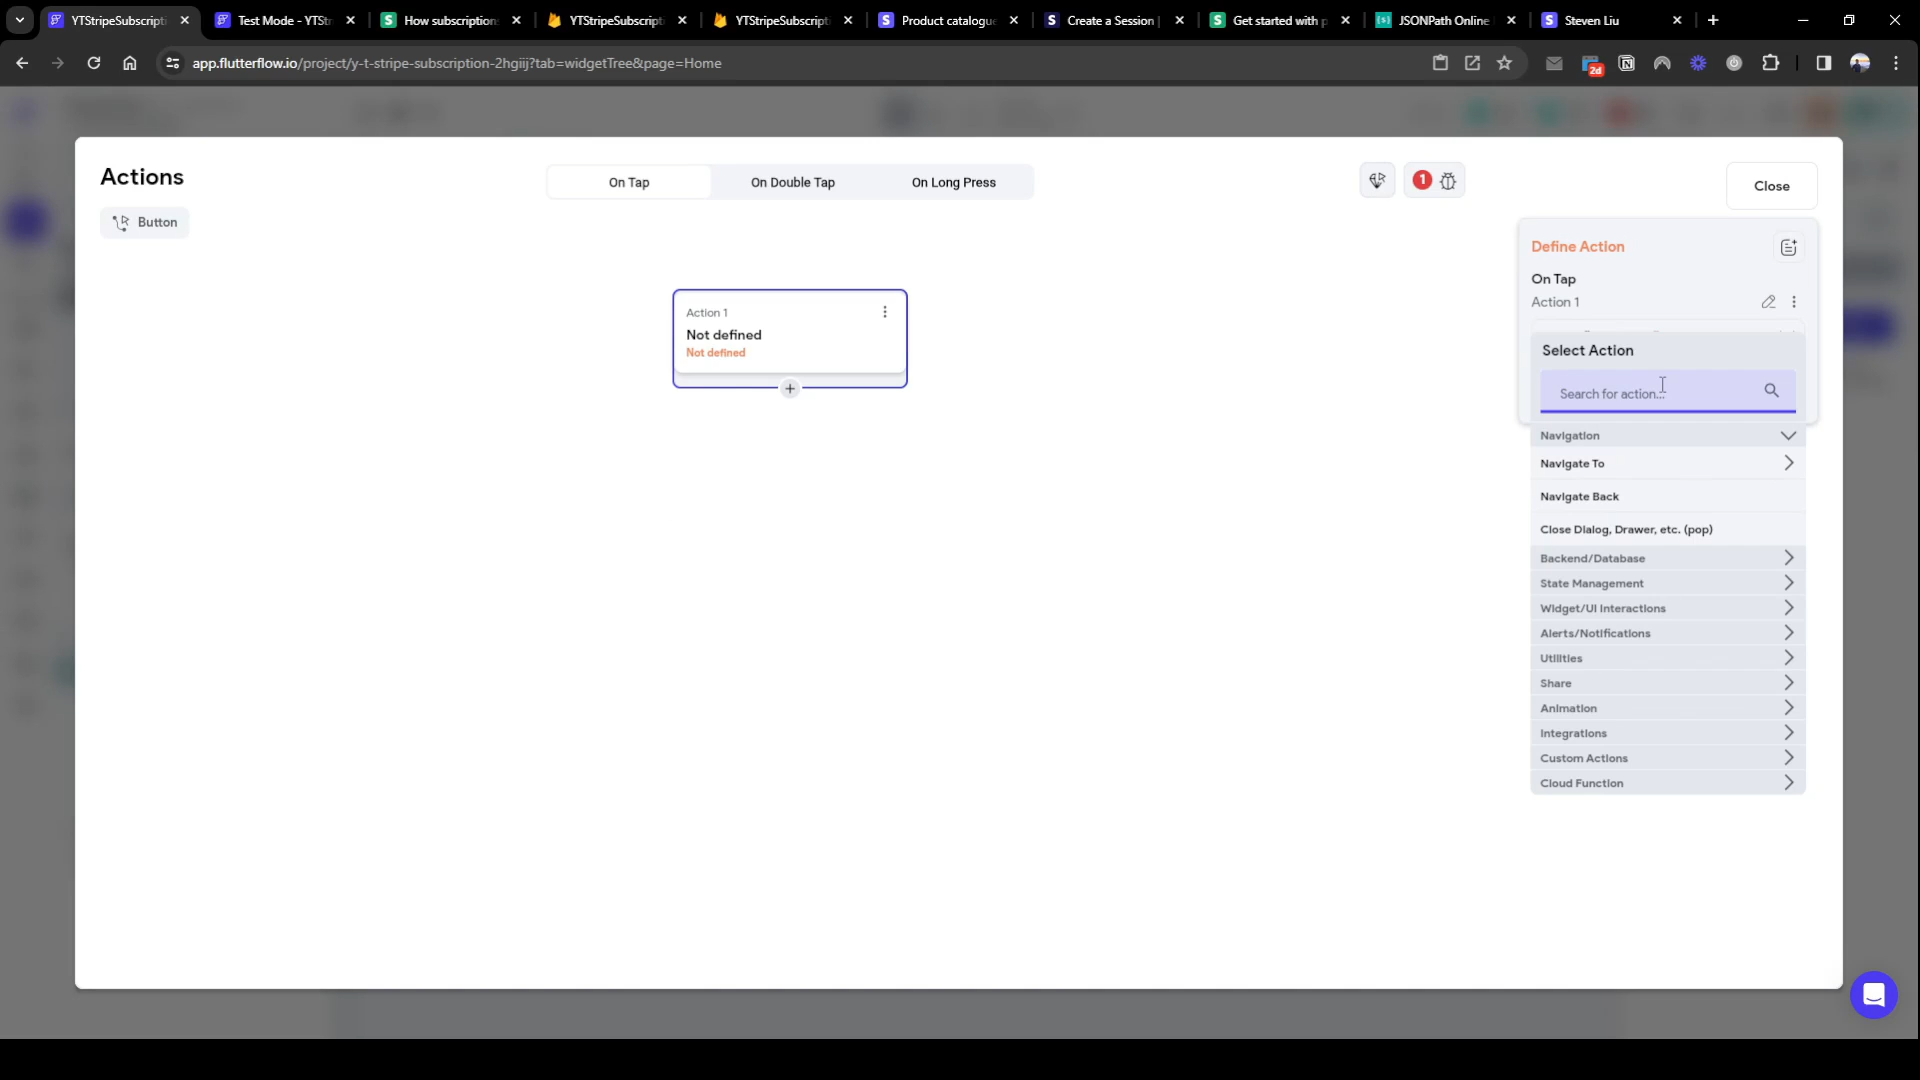 YTStripeSubscripti
Test Mode - YTStr
How subscription
YTStripeSubscripti
YTStripeSubscripti
Product catalogue
Create a Session |
Get started with p
JSONPath Online
Steven Liu
app.flutterflow.io/project/y-t-stripe-subscription-2hgiij?tab=widgetTree&page=Home
2d
Actions
On Tap
On Double Tap
On Long Press
1
Close
Button
Define Action
On Tap
Action 1
Action 1
Not defined
Not defined
Select Action
Search for action...
Navigation
Navigate To
Navigate Back
Close Dialog, Drawer, etc. (pop)
Backend/Database
State Management
Widget/UI Interactions
Alerts/Notifications
Utilities
Share
Animation
Integrations
Custom Actions
Cloud Function